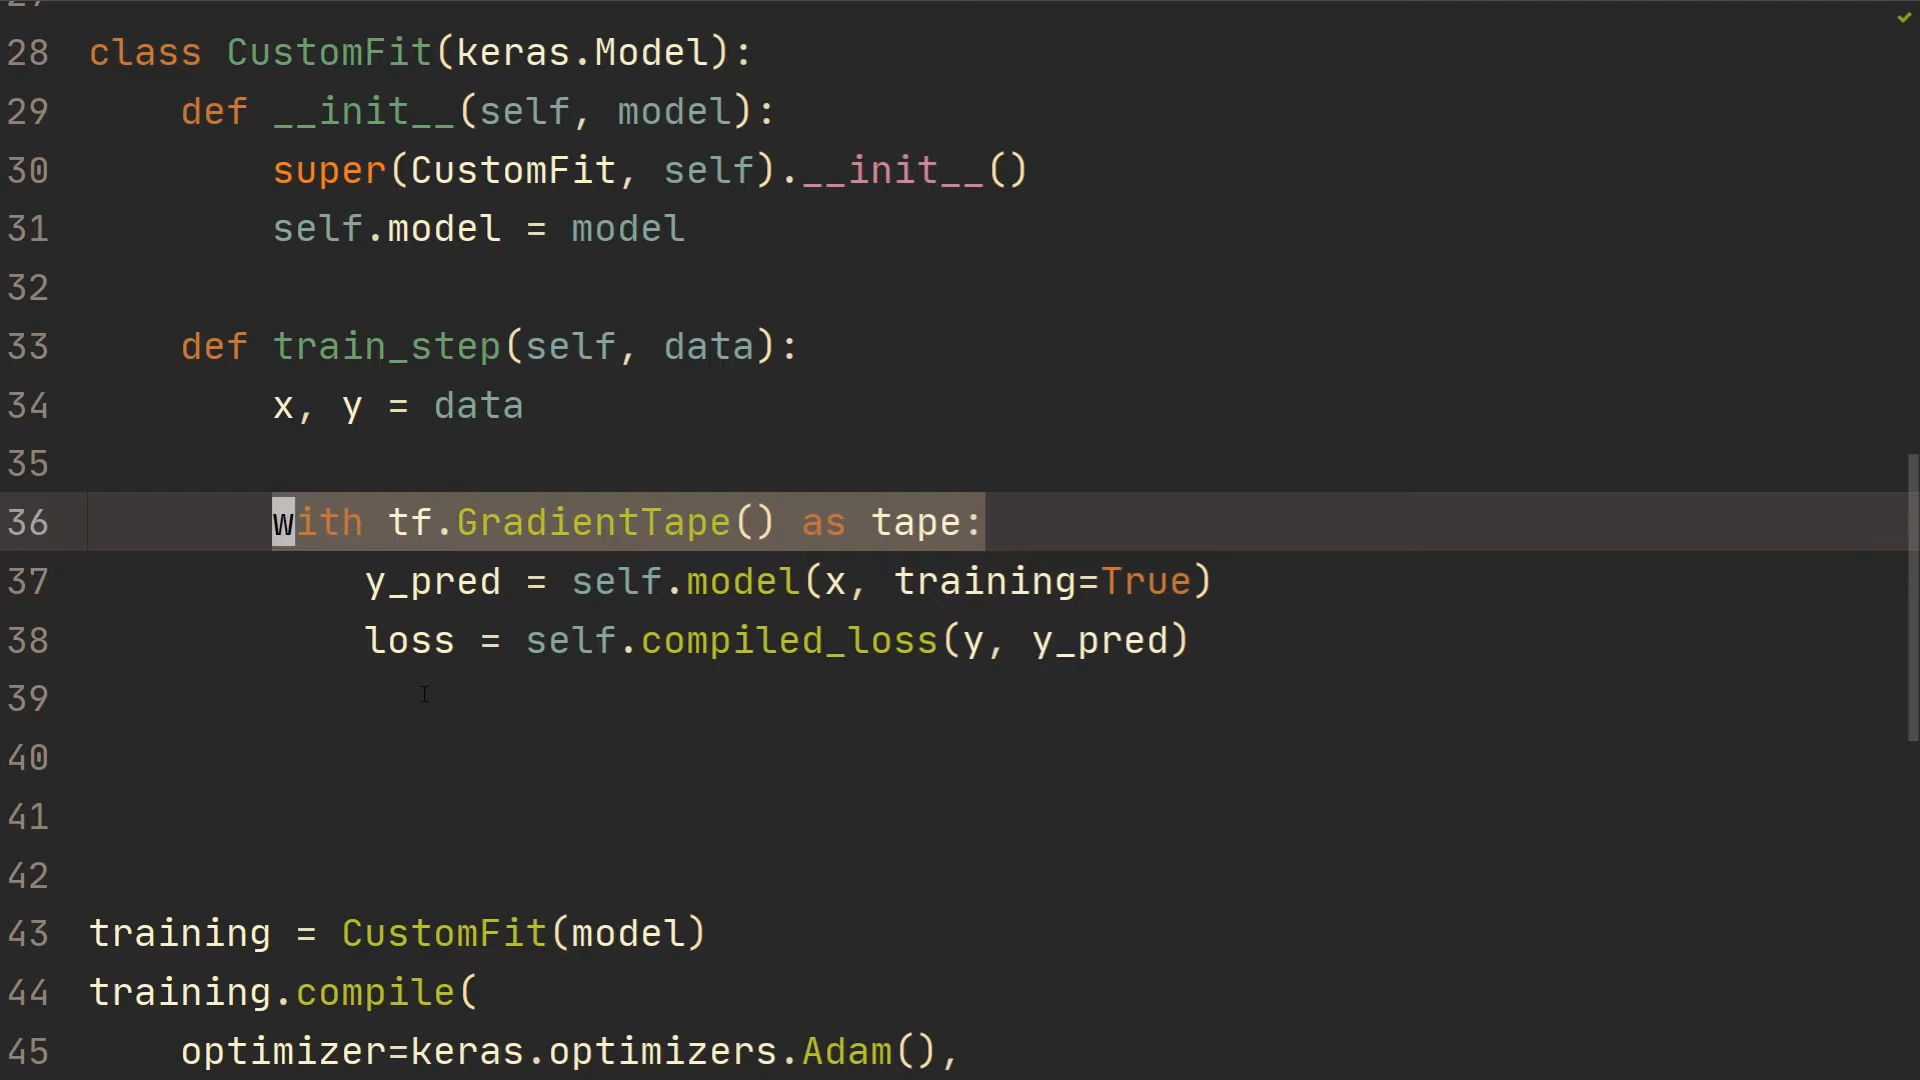 28 class CustomFit(keras.Model):
29     def __init__(self, model):
30         super(CustomFit, self).__init__()
31         self.model = model
32
33     def train_step(self, data):
34         x, y = data
35
36         with tf.GradientTape() as tape:
37             y_pred = self.model(x, training=True)
38             loss = self.compiled_loss(y, y_pred)
39
40
41
42
43 training = CustomFit(model)
44 training.compile(
45     optimizer=keras.optimizers.Adam(),